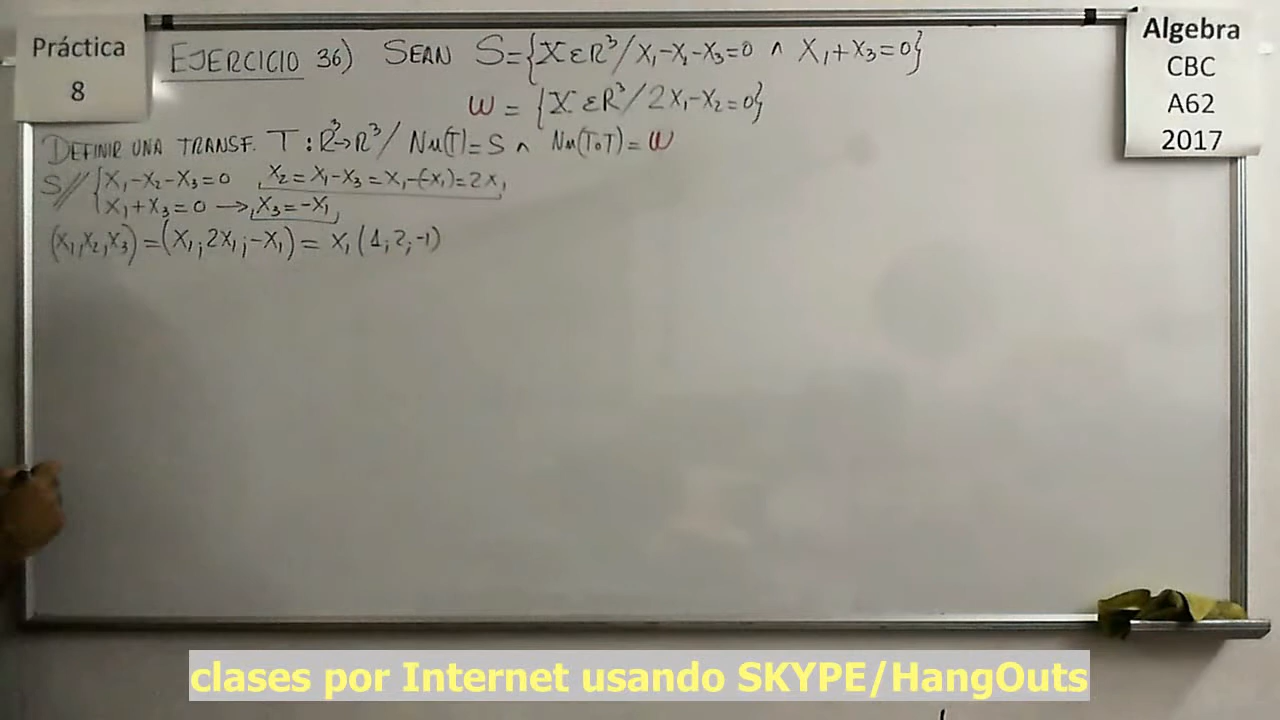 Práctica
8
EJERCICIO 36) SEAN S={X ε R³/X₁-X₂-X₃=0 ∧ X₁+X₃=0}
W = {X ε R³/2X₁-X₂=0}
DEFINIR UNA TRANSF. T: R³→R³/ Nu(T)=S ∧ Nu(T∘T)=W
S// {X₁-X₂-X₃=0 X₂=X₁-X₃=X₁-(-X₁)=2X₁
X₁+X₃=0 → X₃=-X₁
(X₁,X₂,X₃)=(X₁;2X₁;-X₁)= X₁(1;2;-1)
Algebra
CBC
A62
2017
clases por Internet usando SKYPE/HangOuts